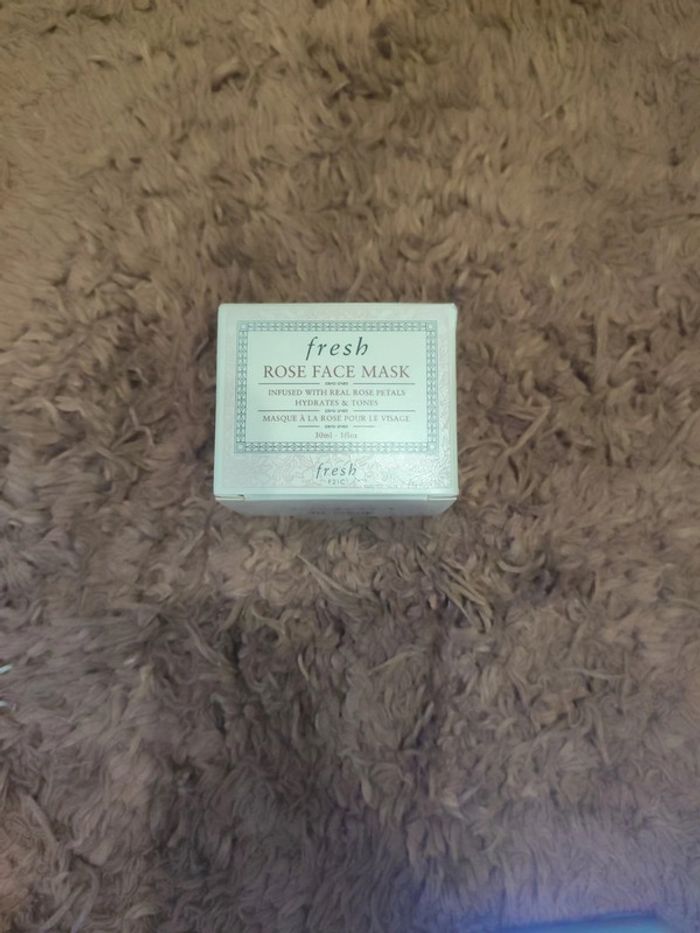 fresh
ROSE FACE MASK
INFUSED WITH REAL ROSE PETALS
HYDRATES & TONES
MASQUE À LA ROSE POUR LE VISAGE
30ml - 1floz
fresh
F21C